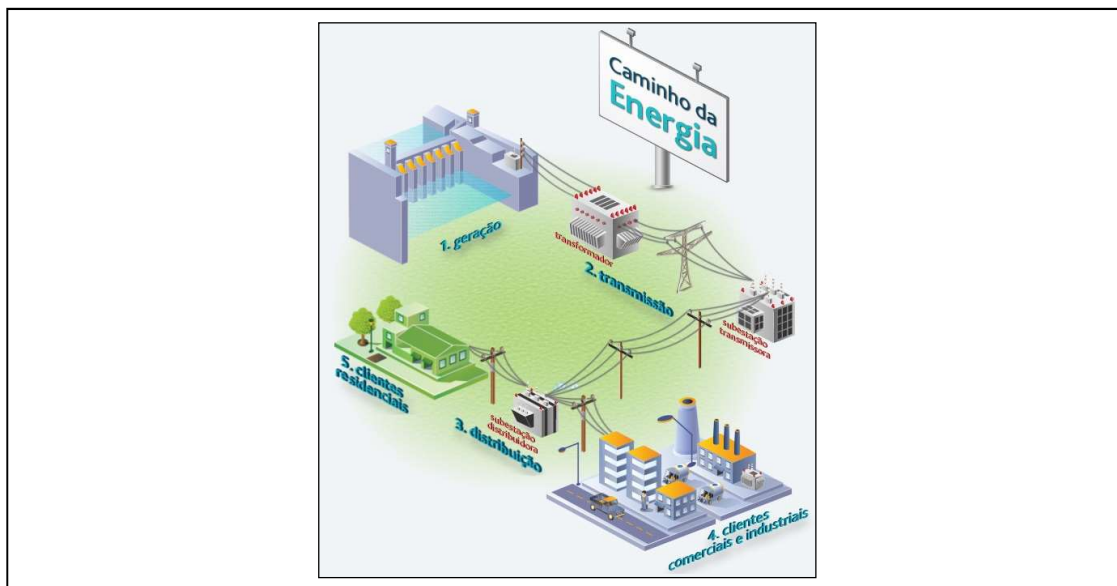 Caminho da
Energia
1. geração
transformador
2. transmissão
subestação
transmissora
5. clientes
residenciais
subestação
distribuidora
3. distribuição
4. clientes
comerciais e industriais